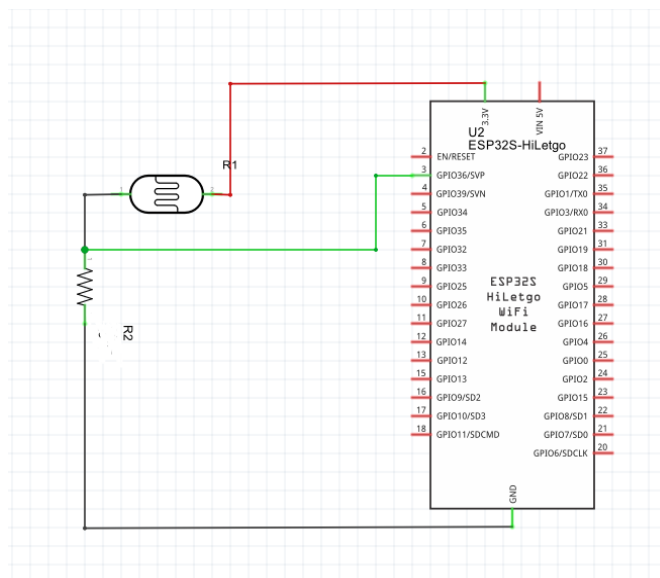 3.3V
VIN 5V
U2
ESP32S-HiLetgo
R1
1
2
2 EN/RESET
3 GPIO36/SVP
4 GPIO39/SVN
5 GPIO34
6 GPIO35
7 GPIO32
8 GPIO33
9 GPIO25
10 GPIO26
11 GPIO27
12 GPIO14
13 GPIO12
15 GPIO13
16 GPIO9/SD2
17 GPIO10/SD3
18 GPIO11/SDCMD
GPIO23 37
GPIO22 36
GPIO1/TX0 35
GPIO3/RX0 34
GPIO21 33
GPIO19 31
GPIO18 30
GPIO5 29
GPIO17 28
GPIO16 27
GPIO4 26
GPIO0 25
GPIO2 24
GPIO15 23
GPIO8/SD1 22
GPIO7/SD0 21
GPIO6/SDCLK 20
ESP32S
HiLetgo
WiFi
Module
R2
GND